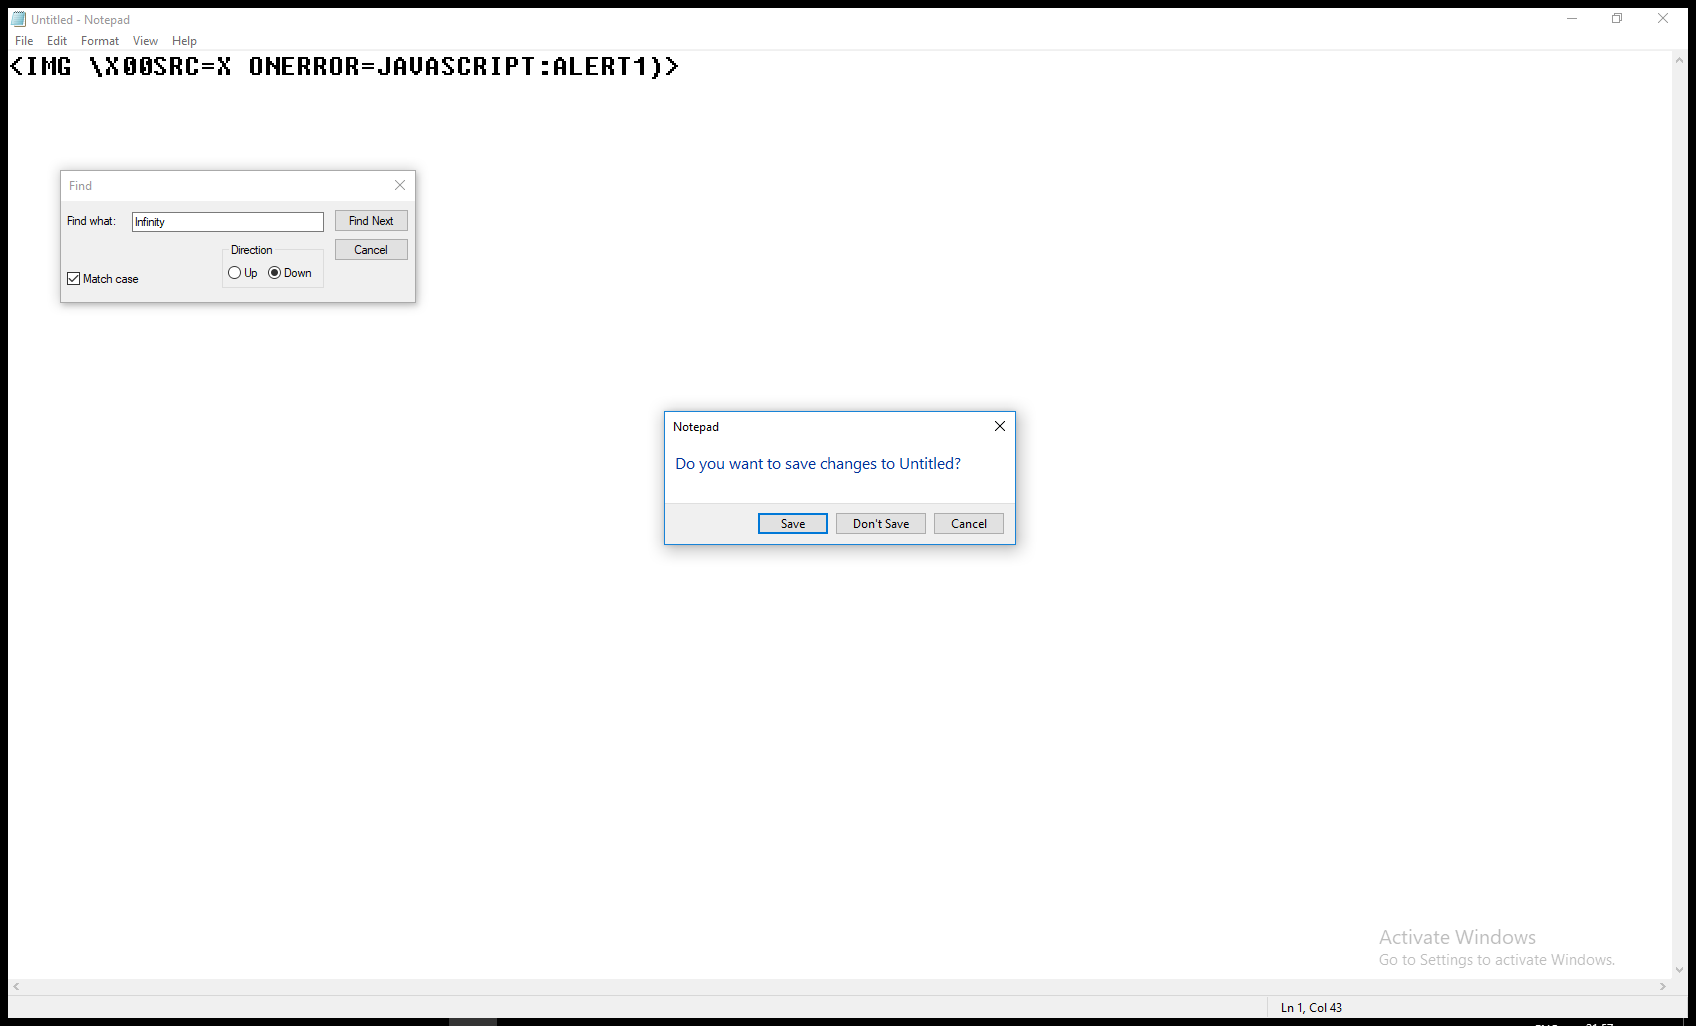 Untitled - Notepad
File Edit Format View Help
<IMG \X00SRC=X ONERROR=JAVASCRIPT:ALERT1)>
Find
Find what: Infinity Find Next
Direction Cancel
Up Down
Match case
Notepad
Do you want to save changes to Untitled?
Save Don't Save Cancel
Activate Windows
Go to Settings to activate Windows.
Ln 1, Col 43